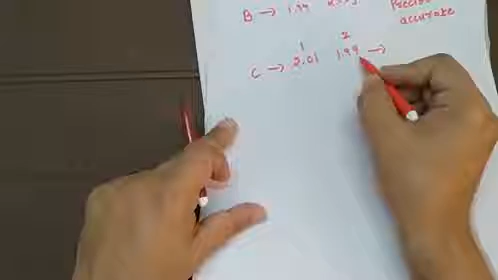 B → 1.94
Precise
accurate
1 2
C → 2.01 1.99 →